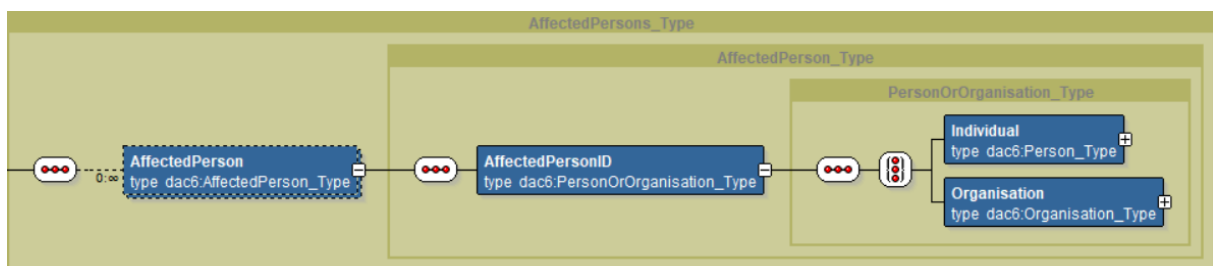 AffectedPersons_Type
AffectedPerson_Type
PersonOrOrganisation_Type
Individual
type dac6:Person_Type
AffectedPerson
0:∞
type dac6:AffectedPerson_Type
AffectedPersonID
type dac6:PersonOrOrganisation_Type
Organisation
type dac6:Organisation_Type